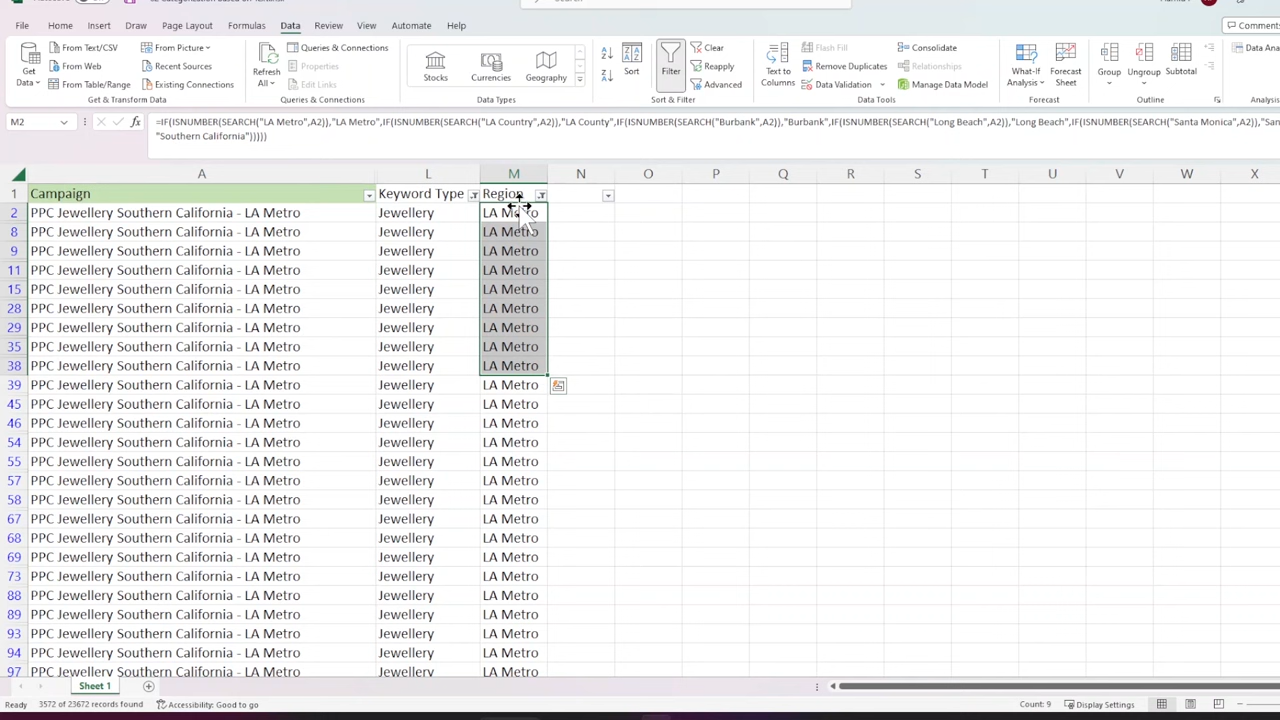 File Home Insert Draw Page Layout Formulas Data Review View Automate Help Comments
From Text/CSV From Picture Queries & Connections Clear Flash Fill Consolidate
Get Data From Web Recent Sources Refresh All Properties Stocks Currencies Geography Sort Filter Reapply Text to Columns Remove Duplicates Relationships What-If Analysis Forecast Sheet Group Ungroup Subtotal
From Table/Range Existing Connections Edit Links Advanced Data Validation Manage Data Model
Get & Transform Data Queries & Connections Data Types Sort & Filter Data Tools Forecast Outline
M2 fx =IF(ISNUMBER(SEARCH("LA Metro",A2)),"LA Metro",IF(ISNUMBER(SEARCH("LA Country",A2)),"LA County",IF(ISNUMBER(SEARCH("Burbank",A2)),"Burbank",IF(ISNUMBER(SEARCH("Long Beach",A2)),"Long Beach",IF(ISNUMBER(SEARCH("Santa Monica",A2)),"San
"Southern California")))))
A L M N O P Q R S T U V W X
1 Campaign Keyword Type Region
2 PPC Jewellery Southern California - LA Metro Jewellery LA Metro
8 PPC Jewellery Southern California - LA Metro Jewellery LA Metro
9 PPC Jewellery Southern California - LA Metro Jewellery LA Metro
11 PPC Jewellery Southern California - LA Metro Jewellery LA Metro
15 PPC Jewellery Southern California - LA Metro Jewellery LA Metro
28 PPC Jewellery Southern California - LA Metro Jewellery LA Metro
29 PPC Jewellery Southern California - LA Metro Jewellery LA Metro
35 PPC Jewellery Southern California - LA Metro Jewellery LA Metro
38 PPC Jewellery Southern California - LA Metro Jewellery LA Metro
39 PPC Jewellery Southern California - LA Metro Jewellery LA Metro
45 PPC Jewellery Southern California - LA Metro Jewellery LA Metro
46 PPC Jewellery Southern California - LA Metro Jewellery LA Metro
54 PPC Jewellery Southern California - LA Metro Jewellery LA Metro
55 PPC Jewellery Southern California - LA Metro Jewellery LA Metro
57 PPC Jewellery Southern California - LA Metro Jewellery LA Metro
58 PPC Jewellery Southern California - LA Metro Jewellery LA Metro
67 PPC Jewellery Southern California - LA Metro Jewellery LA Metro
68 PPC Jewellery Southern California - LA Metro Jewellery LA Metro
69 PPC Jewellery Southern California - LA Metro Jewellery LA Metro
73 PPC Jewellery Southern California - LA Metro Jewellery LA Metro
88 PPC Jewellery Southern California - LA Metro Jewellery LA Metro
89 PPC Jewellery Southern California - LA Metro Jewellery LA Metro
93 PPC Jewellery Southern California - LA Metro Jewellery LA Metro
94 PPC Jewellery Southern California - LA Metro Jewellery LA Metro
97 PPC Jewellery Southern California - LA Metro Jewellery LA Metro
Sheet 1
Ready 3572 of 23672 records found Accessibility: Good to go Count: 9 Display Settings